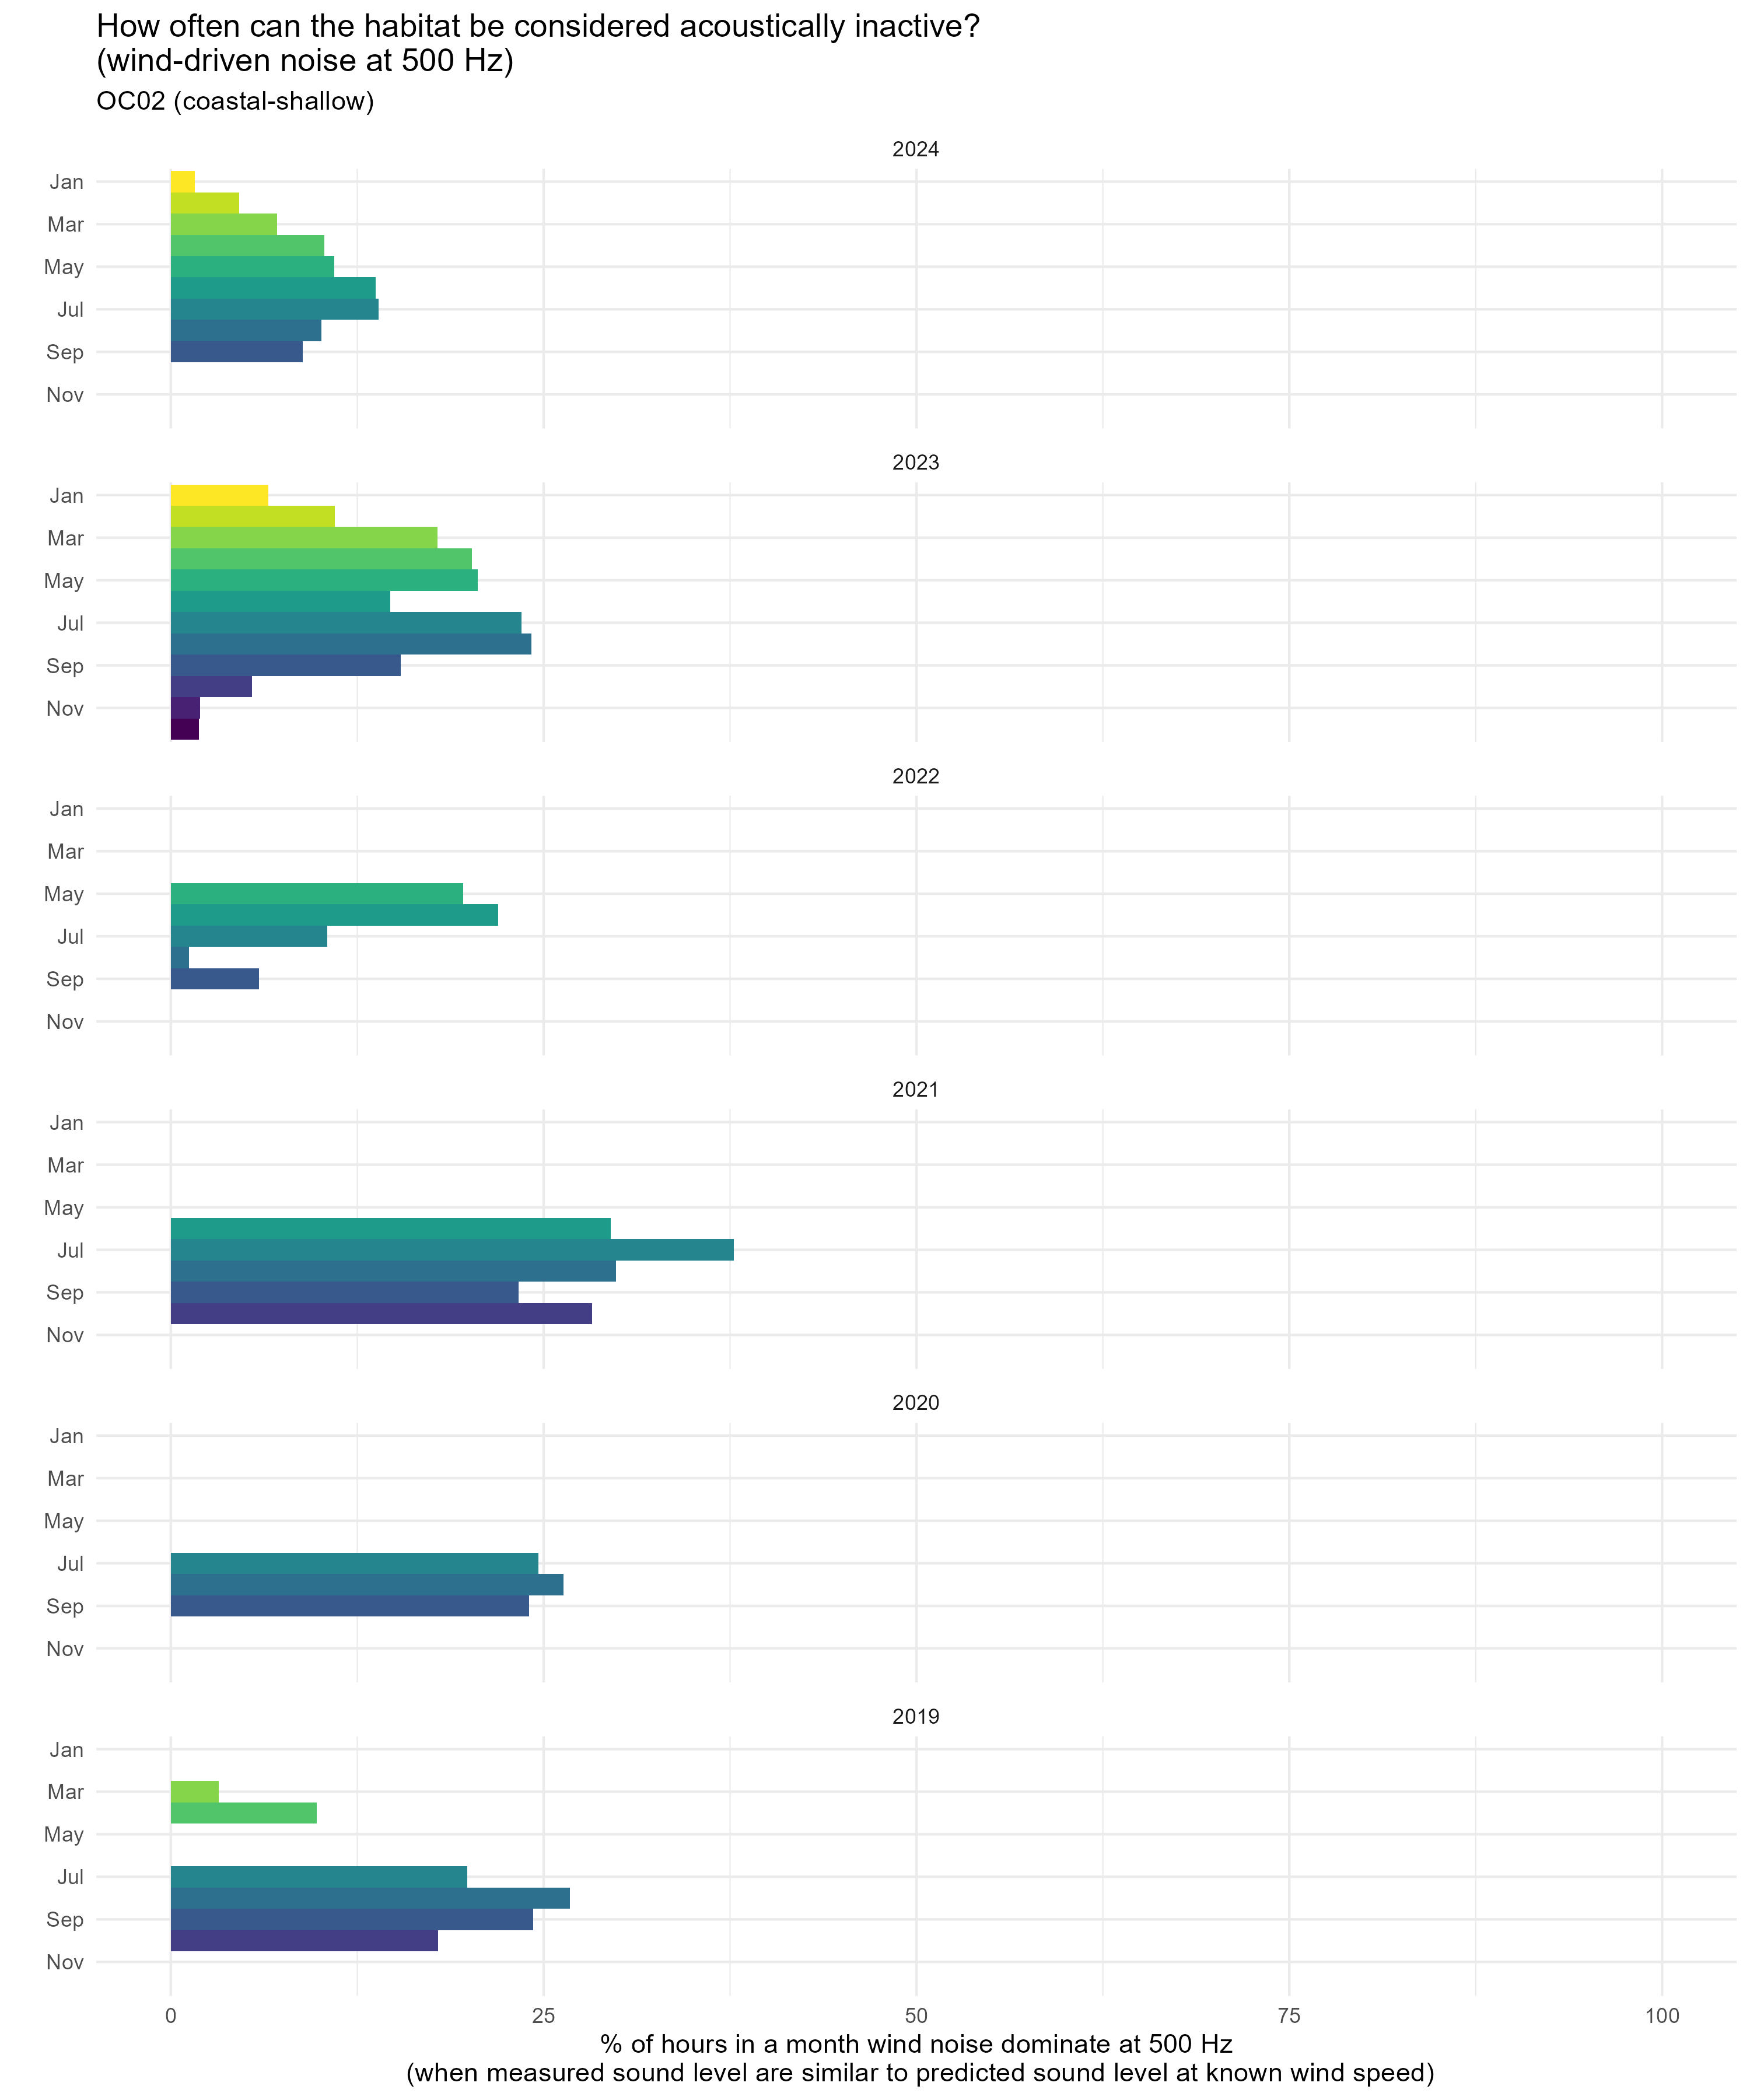 How often can the habitat be considered acoustically inactive?
(wind-driven noise at 500 Hz)
OC02 (coastal-shallow)
2024
Jan
Mar
May
Jul
Sep
Nov
2023
Jan
Mar
May
Jul
Sep
Nov
2022
Jan
Mar
May
Jul
Sep
Nov
2021
Jan
Mar
May
Jul
Sep
Nov
2020
Jan
Mar
May
Jul
Sep
Nov
2019
Jan
Mar
May
Jul
Sep
Nov
0 25 50 75 100
% of hours in a month wind noise dominate at 500 Hz
(when measured sound level are similar to predicted sound level at known wind speed)